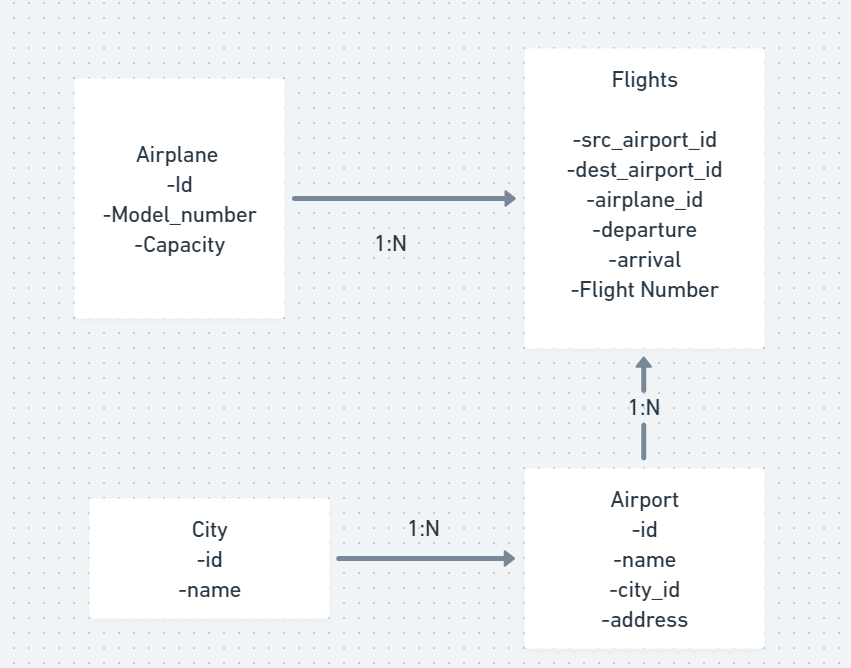 Airplane
-Id
-Model_number
-Capacity
1:N
Flights
-src_airport_id
-dest_airport_id
-airplane_id
-departure
-arrival
-Flight Number
1:N
City
-id
-name
1:N
Airport
-id
-name
-city_id
-address